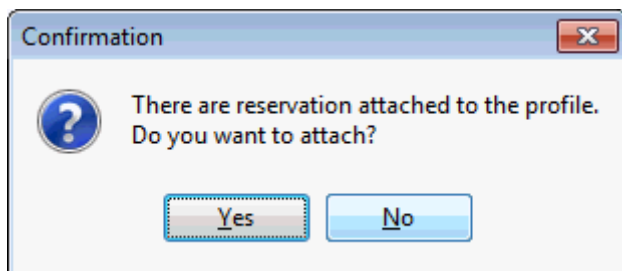 Confirmation
There are reservation attached to the profile.
Do you want to attach?
Yes
No